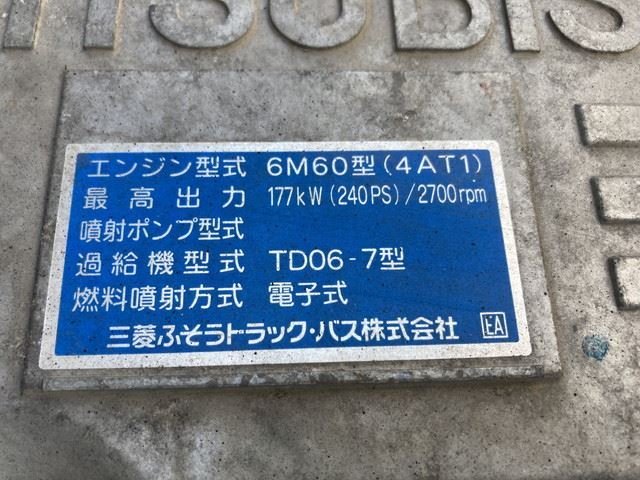 TSUBIS
エンジン型式 6M60型(4AT1)
最高出力 177kW(240PS)/2700rpm
噴射ポンプ型式
過給機型式 TD06-7型
燃料噴射方式 電子式
三菱ふそうトラック・バス株式会社 EA